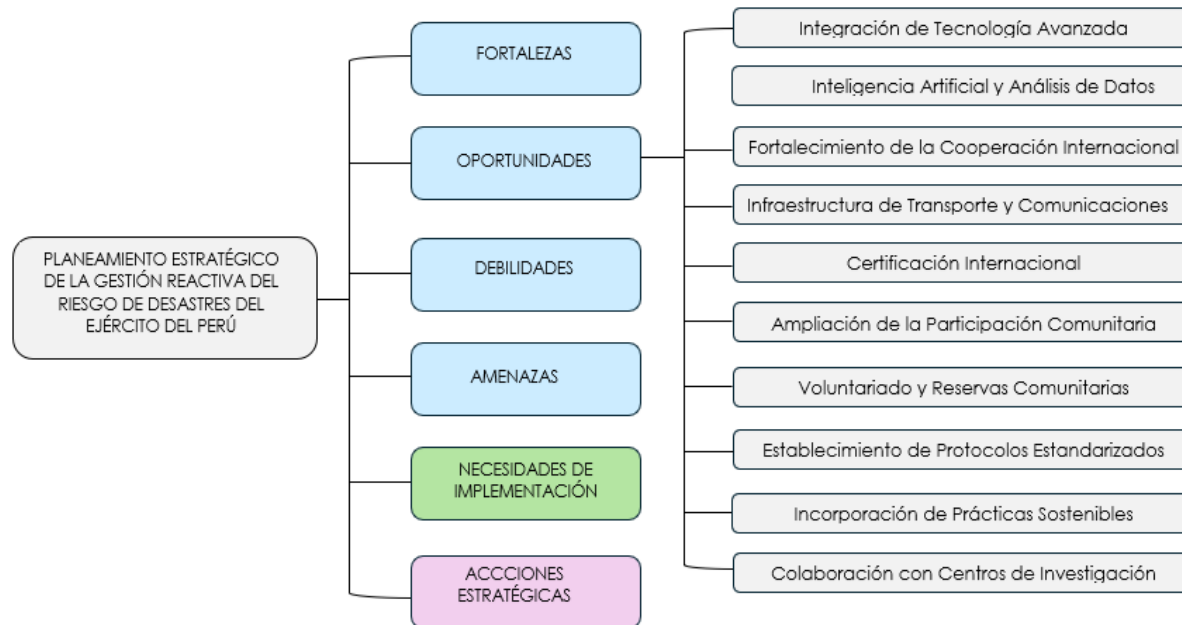 PLANEAMIENTO ESTRATÉGICO
DE LA GESTIÓN REACTIVA DEL
RIESGO DE DESASTRES DEL
EJÉRCITO DEL PERÚ
FORTALEZAS
OPORTUNIDADES
DEBILIDADES
AMENAZAS
NECESIDADES DE
IMPLEMENTACIÓN
ACCCIONES
ESTRATÉGICAS
Integración de Tecnología Avanzada
Inteligencia Artificial y Análisis de Datos
Fortalecimiento de la Cooperación Internacional
Infraestructura de Transporte y Comunicaciones
Certificación Internacional
Ampliación de la Participación Comunitaria
Voluntariado y Reservas Comunitarias
Establecimiento de Protocolos Estandarizados
Incorporación de Prácticas Sostenibles
Colaboración con Centros de Investigación